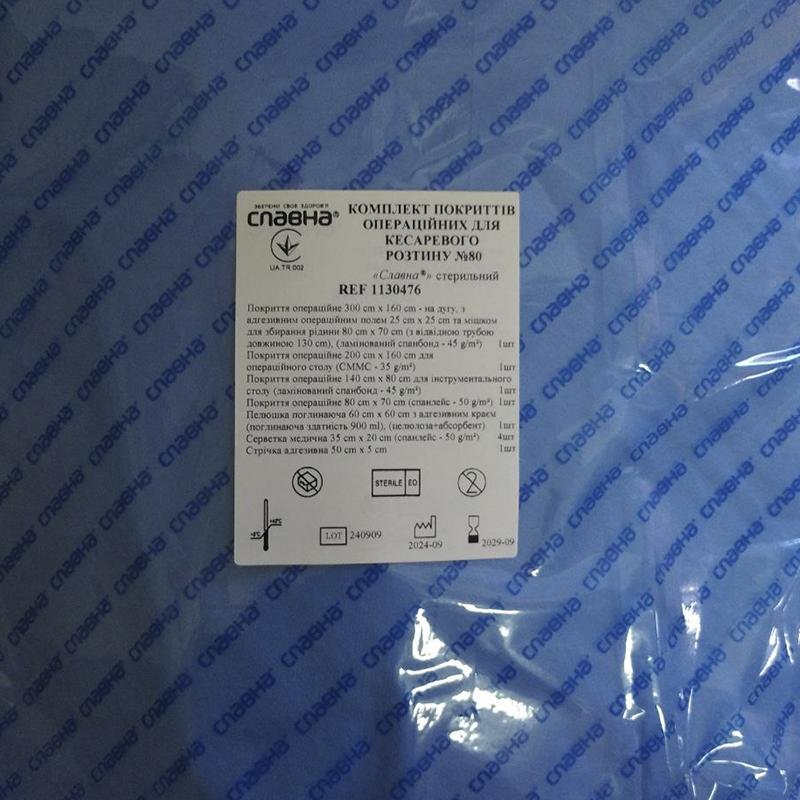 ЗБЕРЕЖИ СВОЄ ЗДОРОВ'Я
СЛАВНА®
UA.TR.002
КОМПЛЕКТ ПОКРИТТІВ
ОПЕРАЦІЙНИХ ДЛЯ
КЕСАРЕВОГО
РОЗТИНУ №80
«Славна®» стерильний
REF 1130476
Покриття операційне 300 cm x 160 cm - на дугу, з
адгезивним операційним полем 25 cm x 25 cm та мішком
для збирання рідини 80 cm x 70 cm (з відвідною трубою
довжиною 130 cm), (ламінований спанбонд - 45 g/m²) 1шт
Покриття операційне 200 cm x 160 cm для
операційного столу (СММС - 35 g/m²) 1шт
Покриття операційне 140 cm x 80 cm для інструментального
столу (ламінований спанбонд - 45 g/m²) 1шт
Покриття операційне 80 cm x 70 cm (спанлейс - 50 g/m²) 1шт
Пелюшка поглинаюча 60 cm x 60 cm з адгезивним краєм
(поглинаюча здатність 900 ml), (целюлоза+абсорбент) 1шт
Серветка медична 35 cm x 20 cm (спанлейс - 50 g/m²) 4шт
Стрічка адгезивна 50 cm x 5 cm 1шт
STERILE EO
2
LOT 240909
2024-09
2029-09